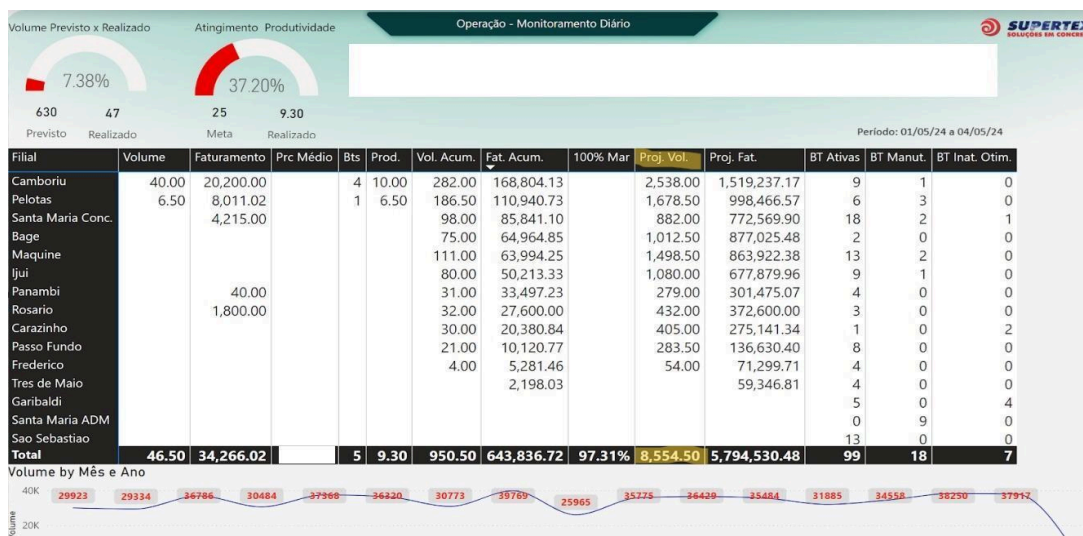 Operação - Monitoramento Diário
SUPERTEX
SOLUÇÕES EM CONCRE
Volume Previsto x Realizado
7.38%
630 47
Previsto Realizado
Atingimento Produtividade
37.20%
25 9.30
Meta Realizado
Período: 01/05/24 a 04/05/24
Filial Volume Faturamento Prc Médio Bts Prod. Vol. Acum. Fat. Acum. 100% Mar Proj. Vol. Proj. Fat. BT Ativas BT Manut. BT Inat. Otim.
Camboriu 40.00 20,200.00 4 10.00 282.00 168,804.13 2,538.00 1,519,237.17 9 1 0
Pelotas 6.50 8,011.02 1 6.50 186.50 110,940.73 1,678.50 998,466.57 6 3 0
Santa Maria Conc. 4,215.00 98.00 85,841.10 882.00 772,569.90 18 2 1
Bage 75.00 64,964.85 1,012.50 877,025.48 2 0 0
Maquine 111.00 63,994.25 1,498.50 863,922.38 13 2 0
Ijui 80.00 50,213.33 1,080.00 677,879.96 9 1 0
Panambi 40.00 31.00 33,497.23 279.00 301,475.07 4 0 0
Rosario 1,800.00 32.00 27,600.00 432.00 372,600.00 3 0 0
Carazinho 30.00 20,380.84 405.00 275,141.34 1 0 2
Passo Fundo 21.00 10,120.77 283.50 136,630.40 8 0 0
Frederico 4.00 5,281.46 54.00 71,299.71 4 0 0
Tres de Maio 2,198.03 59,346.81 4 0 0
Garibaldi 5 0 4
Santa Maria ADM 0 9 0
Sao Sebastiao 13 0 0
Total 46.50 34,266.02 5 9.30 950.50 643,836.72 97.31% 8,554.50 5,794,530.48 99 18 7
Volume by Mês e Ano
Volume
40K
20K
29923 29334 36786 30484 37368 36320 30773 39769 25965 35775 36429 35484 31885 34558 38250 37917